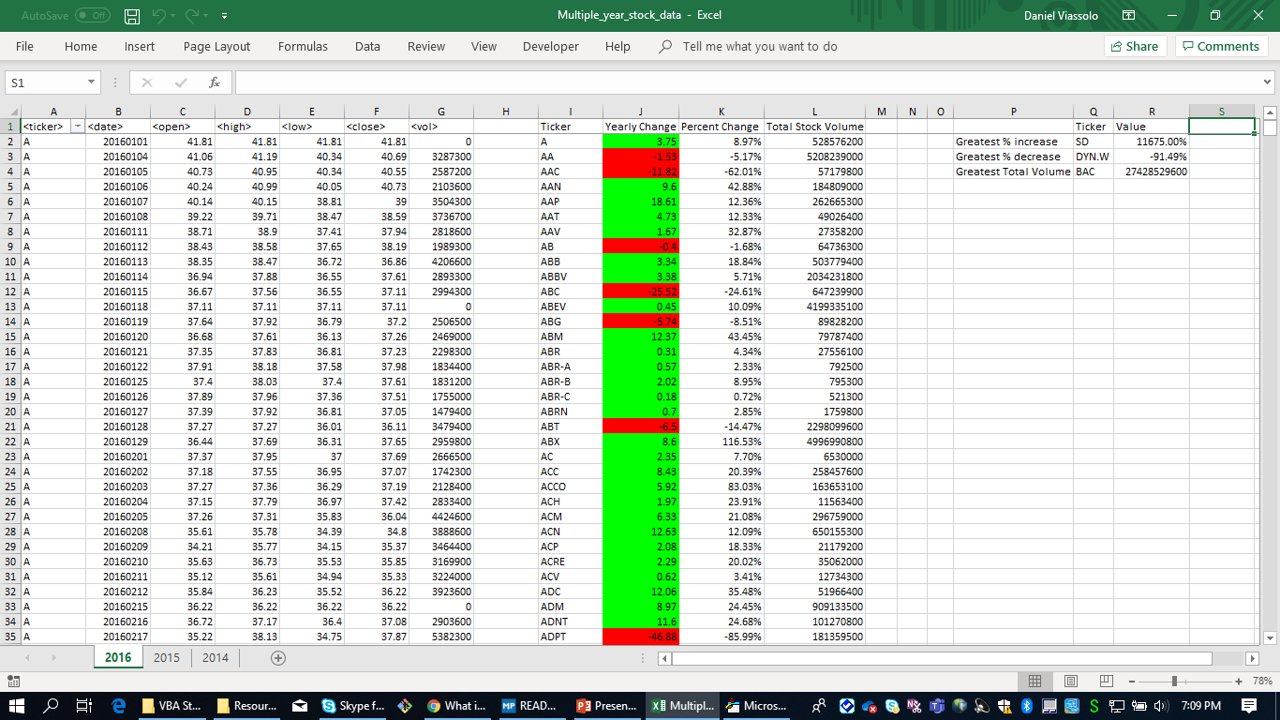 AutoSave Off Multiple_year_stock_data - Excel Daniel Viassolo
File Home Insert Page Layout Formulas Data Review View Developer Help Tell me what you want to do Share Comments
S1 fx
A B C D E F G H I J K L M N O P Q R S
1 <ticker> <date> <open> <high> <low> <close> <vol> Ticker Yearly Change Percent Change Total Stock Volume Ticker Value
2 A 20160101 41.81 41.81 41.81 41.81 0 A 3.75 8.97% 528576200 Greatest % increase SD 11675.00%
3 A 20160104 41.06 41.19 40.34 40.69 3287300 AA -1.53 -5.17% 5208239000 Greatest % decrease DYN.W -91.49%
4 A 20160105 40.73 40.95 40.34 40.55 2587200 AAC -11.82 -62.01% 57179800 Greatest Total Volume BAC 27428529600
5 A 20160106 40.24 40.99 40.05 40.73 2103600 AAN 9.6 42.88% 184809000
6 A 20160107 40.14 40.15 38.81 39 3504300 AAP 18.61 12.36% 262665300
7 A 20160108 39.22 39.71 38.47 38.59 3736700 AAT 4.73 12.33% 49026400
8 A 20160111 38.71 38.9 37.41 37.94 2818600 AAV 1.67 32.87% 27358200
9 A 20160112 38.43 38.58 37.65 38.19 1989300 AB -0.4 -1.68% 64736300
10 A 20160113 38.35 38.47 36.72 36.86 4206600 ABB 3.34 18.84% 503779400
11 A 20160114 36.94 37.88 36.55 37.61 2893300 ABBV 3.38 5.71% 2034231800
12 A 20160115 36.67 37.56 36.55 37.11 2994300 ABC -25.52 -24.61% 647239900
13 A 20160118 37.11 37.11 37.11 37.11 0 ABEV 0.45 10.09% 4199335100
14 A 20160119 37.64 37.92 36.79 37.2 2506500 ABG -5.74 -8.51% 89828200
15 A 20160120 36.68 37.61 36.13 37.26 2469000 ABM 12.37 43.45% 79787400
16 A 20160121 37.35 37.83 36.81 37.23 2298300 ABR 0.31 4.34% 27556100
17 A 20160122 37.91 38.18 37.58 37.98 1834400 ABR-A 0.57 2.33% 792500
18 A 20160125 37.4 38.03 37.4 37.61 1831200 ABR-B 2.02 8.95% 795300
19 A 20160126 37.89 37.96 37.36 37.51 1755000 ABR-C 0.18 0.72% 521300
20 A 20160127 37.39 37.92 36.81 37.05 1479400 ABRN 0.7 2.85% 1759800
21 A 20160128 37.27 37.27 36.01 36.11 3479400 ABT -6.5 -14.47% 2298099600
22 A 20160129 36.44 37.69 36.31 37.65 2959800 ABX 8.6 116.53% 4996990800
23 A 20160201 37.37 37.95 37 37.69 2666500 AC 2.35 7.70% 6530000
24 A 20160202 37.18 37.55 36.95 37.07 1742300 ACC 8.43 20.39% 258457600
25 A 20160203 37.27 37.36 36.29 37.19 2128400 ACCO 5.92 83.03% 163653100
26 A 20160204 37.15 37.79 36.97 37.42 2833400 ACH 1.97 23.91% 11563400
27 A 20160205 37.26 37.31 35.83 36.04 4424600 ACM 6.33 21.08% 296759000
28 A 20160208 35.61 35.78 34.39 34.8 3888600 ACN 12.63 12.09% 650155300
29 A 20160209 34.21 35.77 34.15 35.37 3464400 ACP 2.08 18.33% 21179200
30 A 20160210 35.63 36.73 35.53 35.85 3169900 ACRE 2.29 20.02% 35062000
31 A 20160211 35.12 35.61 34.94 35.33 3224000 ACV 0.62 3.41% 12734300
32 A 20160212 35.84 36.23 35.52 36.22 3923600 ADC 12.06 35.48% 51966400
33 A 20160215 36.22 36.22 36.22 36.22 0 ADM 8.97 24.45% 909133500
34 A 20160216 36.72 37.17 36.4 37.08 2903600 ADNT 11.6 24.68% 101270800
35 A 20160217 35.22 38.13 34.75 37.87 5382300 ADPT -46.88 -85.99% 181359500
2016 2015 2014
78%
VBA St... Resour... Skype f... What i... READ... Presen... Multipl... Micros... 7:09 PM